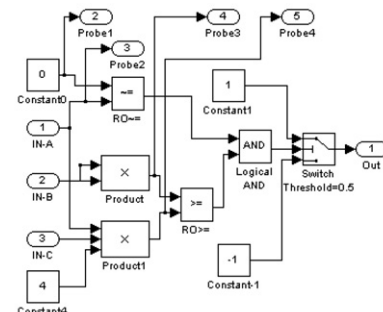 2
Probe1
3
Probe2
4
Probe3
5
Probe4
0
Constant0
~=
RO~=
1
Constant1
1
IN-A
2
IN-B
×
Product
3
IN-C
×
Product1
>=
RO>=
AND
Logical
AND
Switch
Threshold=0.5
1
Out
-1
Constant-1
4
Constant4